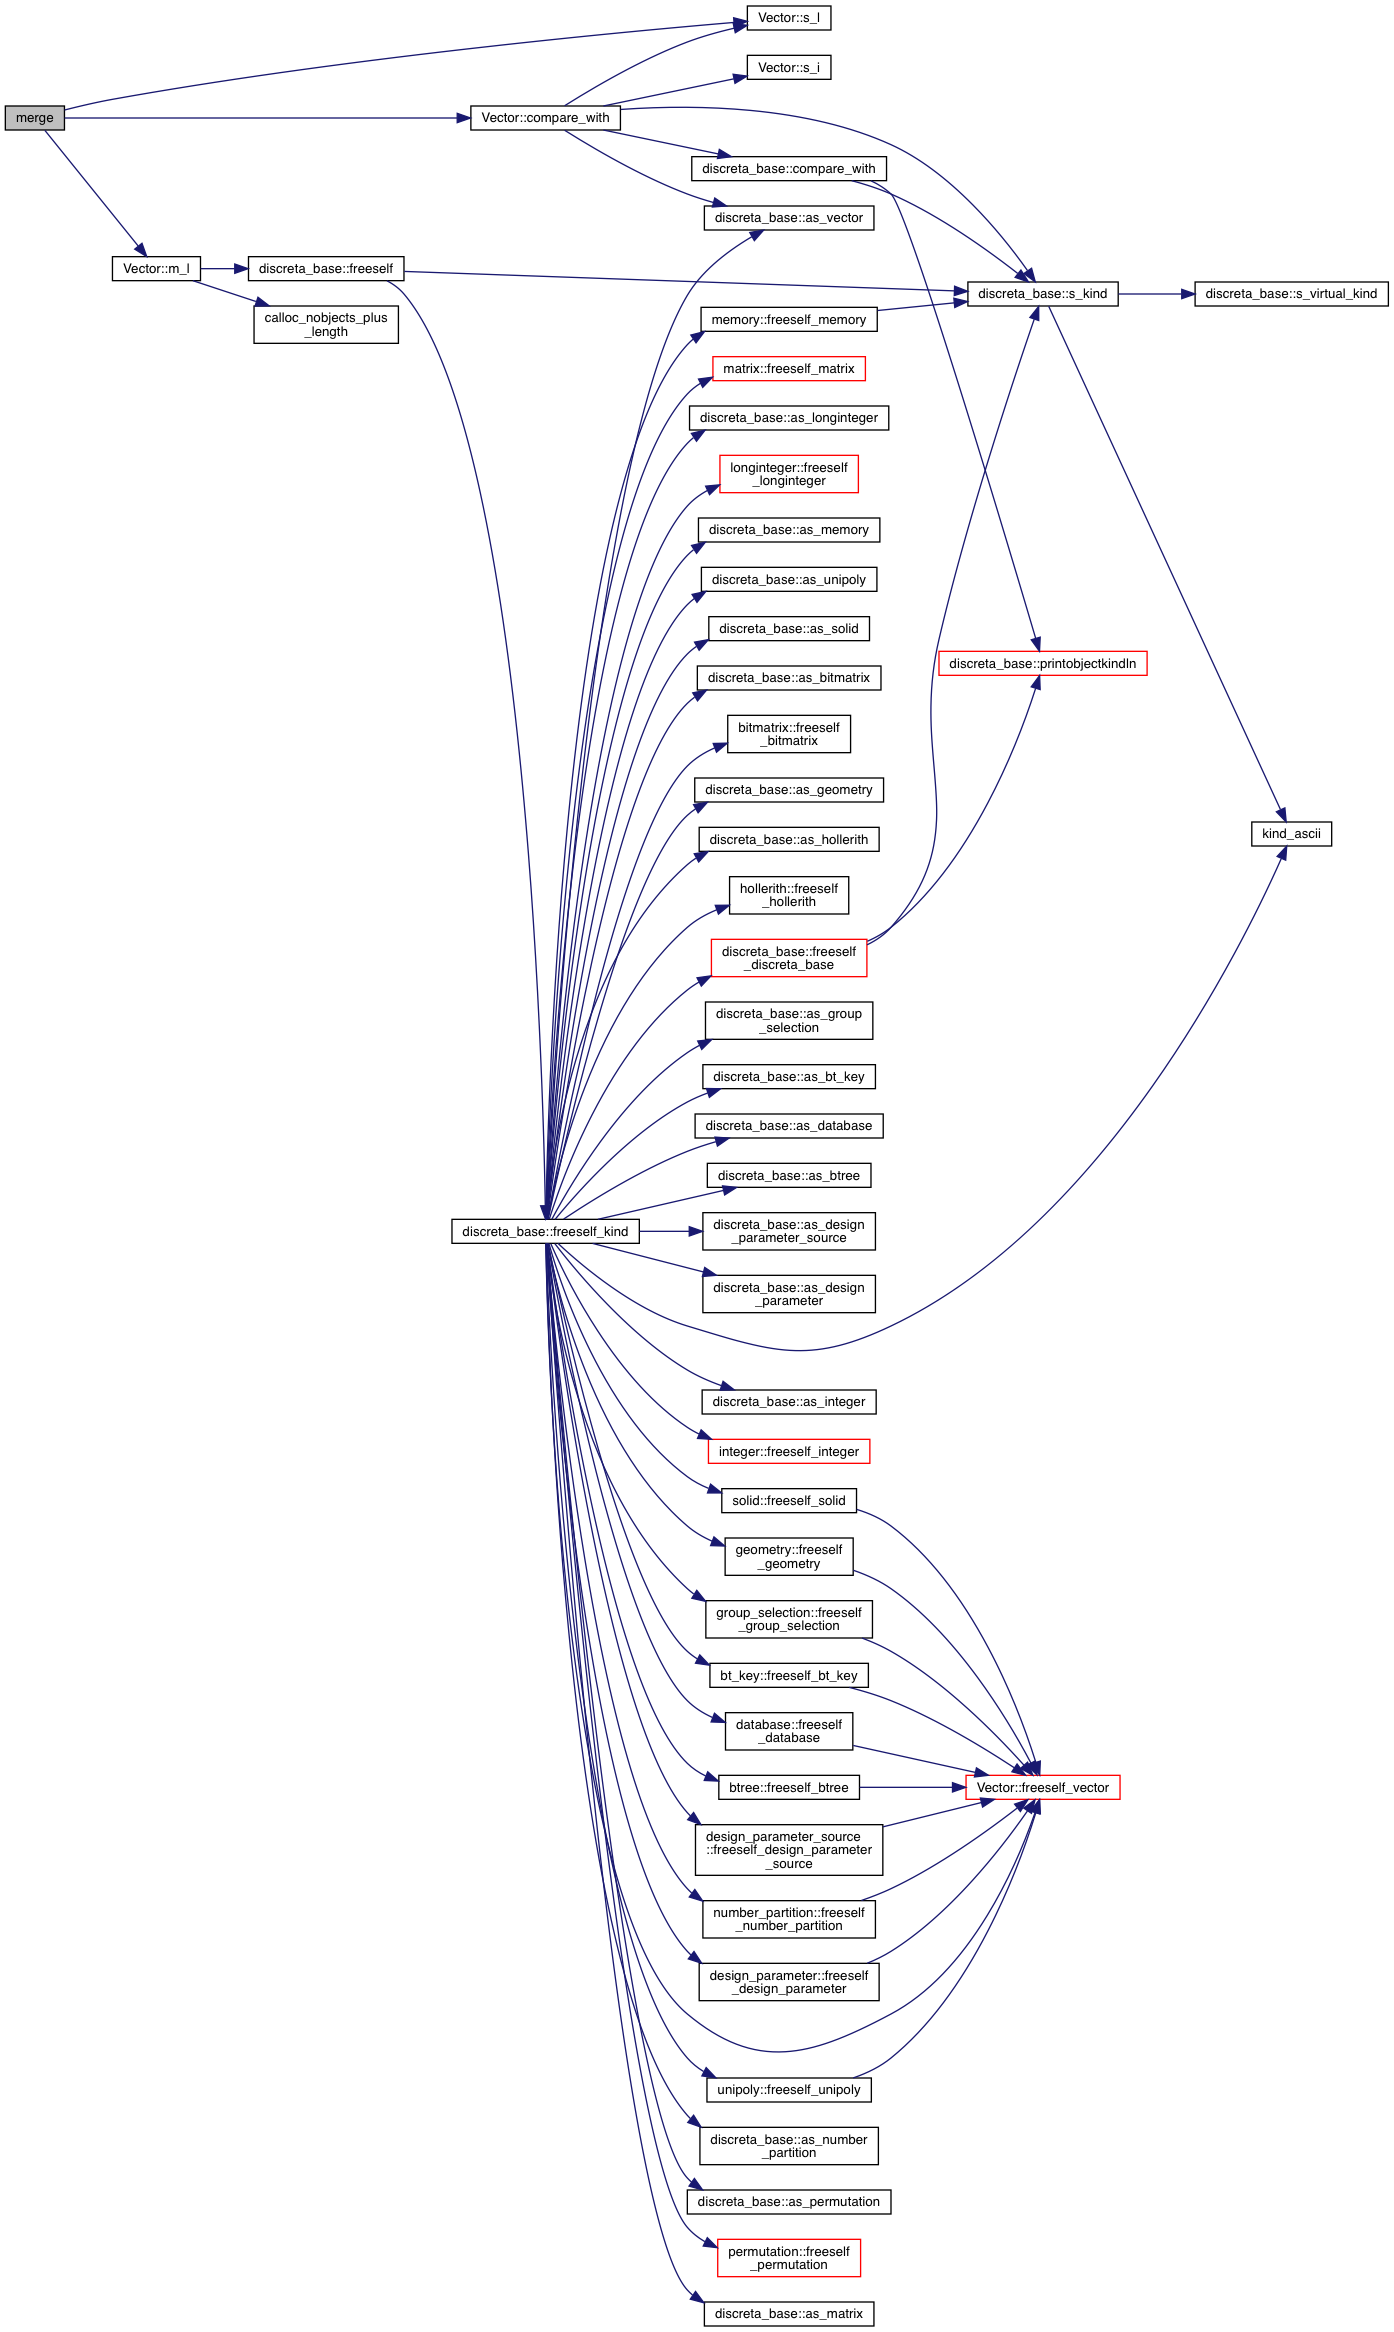 Vector::s_l
Vector::s_i
merge
Vector::compare_with
discreta_base::compare_with
discreta_base::as_vector
Vector::m_l
discreta_base::freeself
calloc_nobjects_plus
_length
discreta_base::s_kind
discreta_base::s_virtual_kind
memory::freeself_memory
matrix::freeself_matrix
discreta_base::as_longinteger
longinteger::freeself
_longinteger
discreta_base::as_memory
discreta_base::as_unipoly
discreta_base::as_solid
discreta_base::printobjectkindln
discreta_base::as_bitmatrix
bitmatrix::freeself
_bitmatrix
discreta_base::as_geometry
discreta_base::as_hollerith
kind_ascii
hollerith::freeself
_hollerith
discreta_base::freeself
_discreta_base
discreta_base::as_group
_selection
discreta_base::as_bt_key
discreta_base::as_database
discreta_base::as_btree
discreta_base::freeself_kind
discreta_base::as_design
_parameter_source
discreta_base::as_design
_parameter
discreta_base::as_integer
integer::freeself_integer
solid::freeself_solid
geometry::freeself
_geometry
group_selection::freeself
_group_selection
bt_key::freeself_bt_key
database::freeself
_database
btree::freeself_btree
Vector::freeself_vector
design_parameter_source
::freeself_design_parameter
_source
number_partition::freeself
_number_partition
design_parameter::freeself
_design_parameter
unipoly::freeself_unipoly
discreta_base::as_number
_partition
discreta_base::as_permutation
permutation::freeself
_permutation
discreta_base::as_matrix